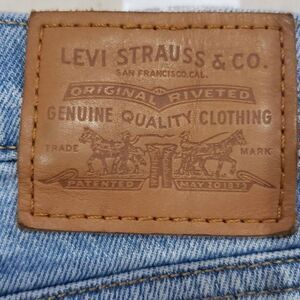 LEVI STRAUSS & CO.
SAN FRANCISCO, CAL.
ORIGINAL RIVETED
GENUINE QUALITY CLOTHING
TRADE MARK
PATENTED MAY 20 1873